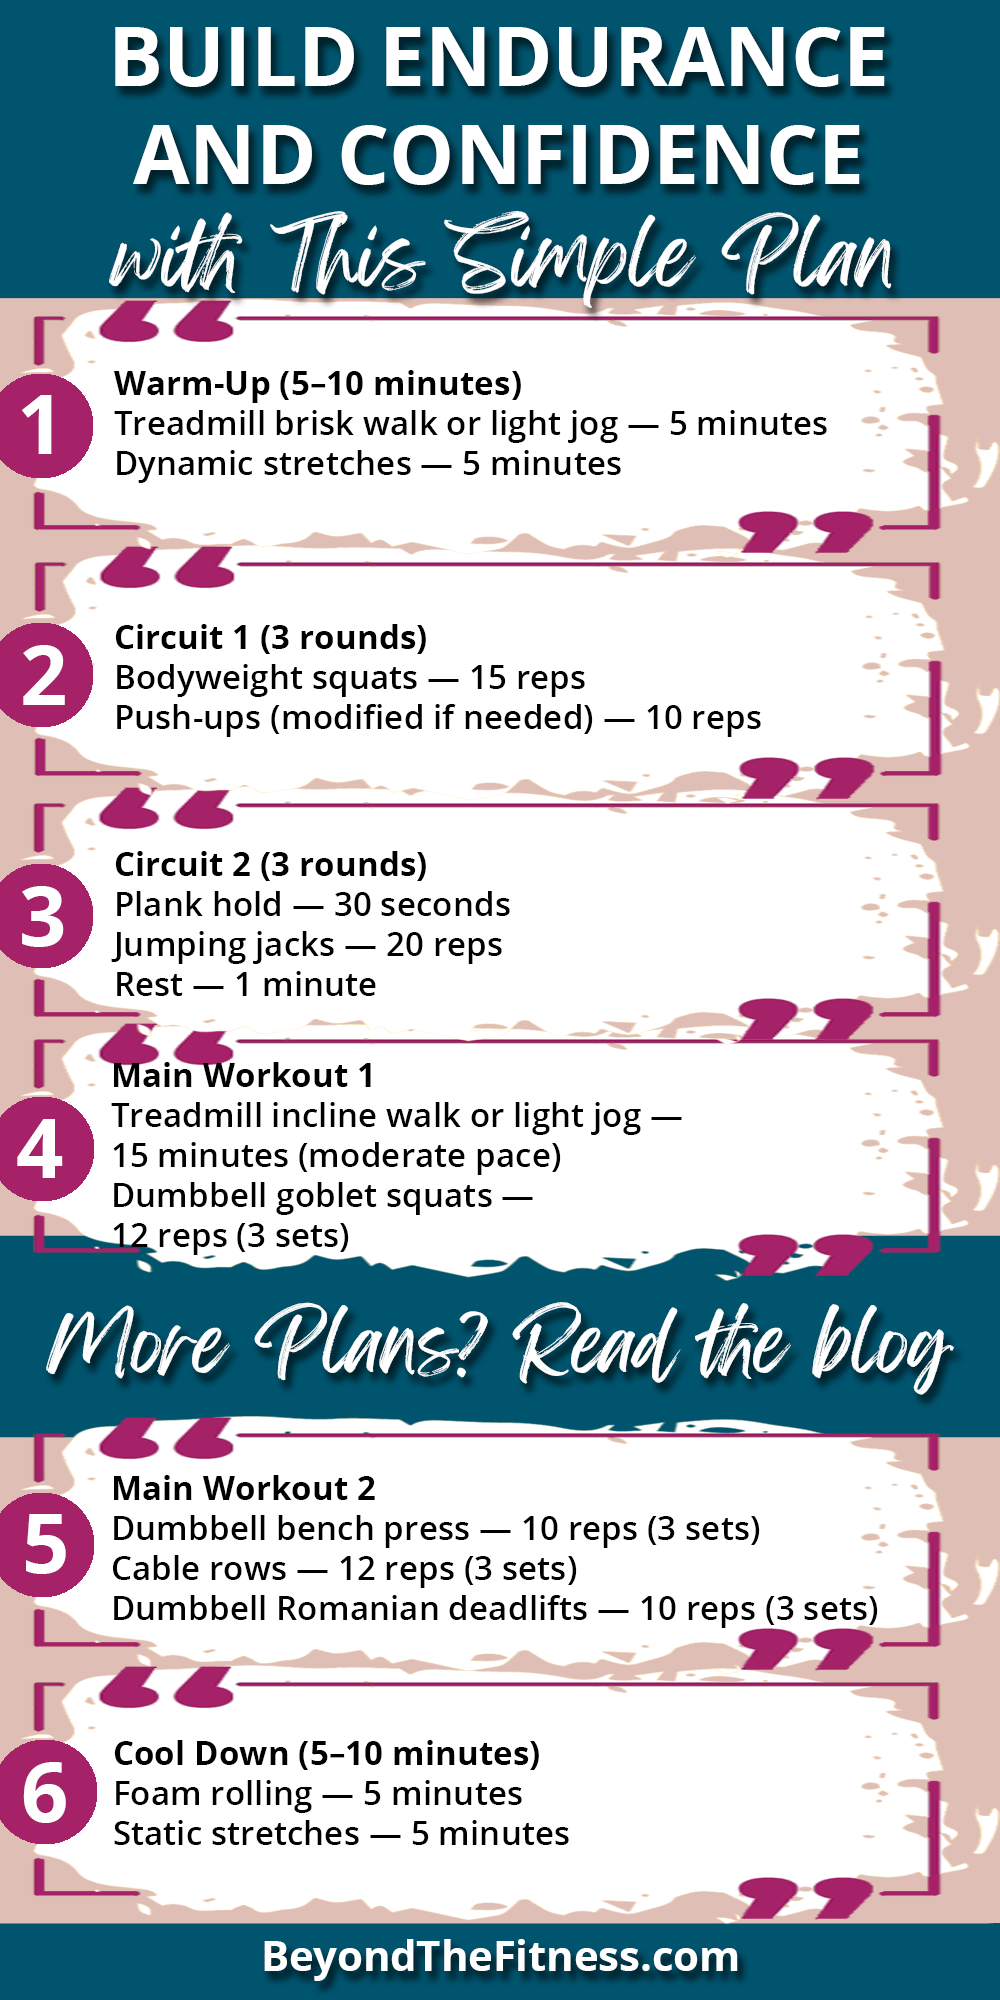 BUILD ENDURANCE
AND CONFIDENCE
with This Simple Plan
1
Warm-Up (5–10 minutes)
Treadmill brisk walk or light jog — 5 minutes
Dynamic stretches — 5 minutes
2
Circuit 1 (3 rounds)
Bodyweight squats — 15 reps
Push-ups (modified if needed) — 10 reps
3
Circuit 2 (3 rounds)
Plank hold — 30 seconds
Jumping jacks — 20 reps
Rest — 1 minute
4
Main Workout 1
Treadmill incline walk or light jog —
15 minutes (moderate pace)
Dumbbell goblet squats —
12 reps (3 sets)
More Plans? Read the blog
5
Main Workout 2
Dumbbell bench press — 10 reps (3 sets)
Cable rows — 12 reps (3 sets)
Dumbbell Romanian deadlifts — 10 reps (3 sets)
6
Cool Down (5–10 minutes)
Foam rolling — 5 minutes
Static stretches — 5 minutes
BeyondTheFitness.com